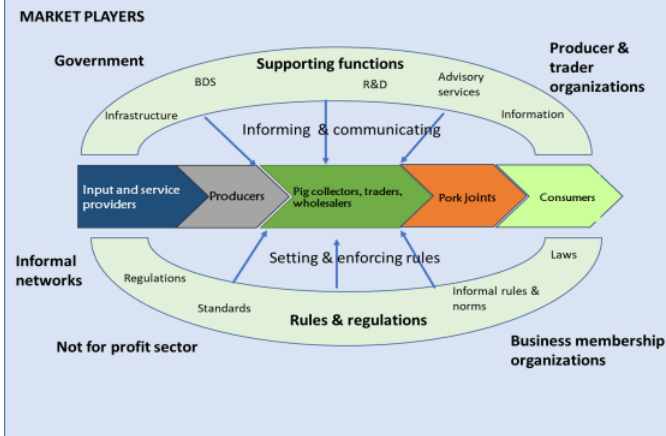 MARKET PLAYERS
Government
Supporting functions
Producer &
trader
organizations
BDS
R&D
Advisory
services
Infrastructure
Information
Informing & communicating
Input and service
providers
Producers
Pig collectors, traders,
wholesalers
Pork joints
Consumers
Informal
networks
Setting & enforcing rules
Laws
Regulations
Standards
Informal rules &
norms
Rules & regulations
Not for profit sector
Business membership
organizations